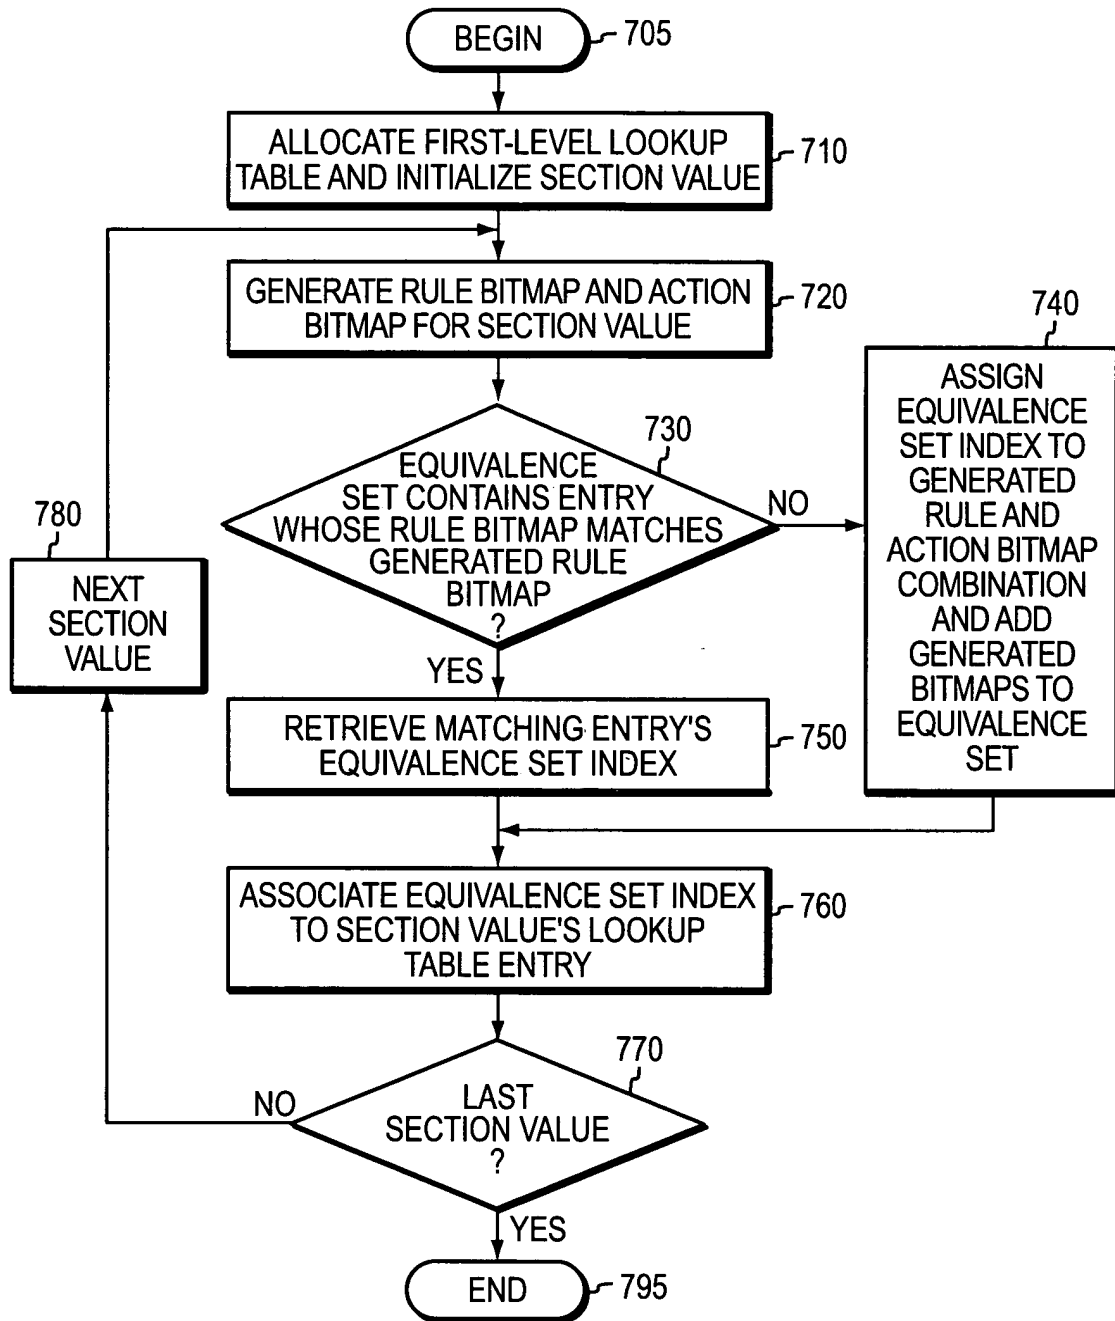 BEGIN
705
ALLOCATE FIRST-LEVEL LOOKUP
TABLE AND INITIALIZE SECTION VALUE
710
GENERATE RULE BITMAP AND ACTION
BITMAP FOR SECTION VALUE
720
730
EQUIVALENCE
SET CONTAINS ENTRY
WHOSE RULE BITMAP MATCHES
GENERATED RULE
BITMAP
?
NO
YES
740
ASSIGN
EQUIVALENCE
SET INDEX TO
GENERATED
RULE AND
ACTION BITMAP
COMBINATION
AND ADD
GENERATED
BITMAPS TO
EQUIVALENCE
SET
780
NEXT
SECTION
VALUE
RETRIEVE MATCHING ENTRY'S
EQUIVALENCE SET INDEX
750
ASSOCIATE EQUIVALENCE SET INDEX
TO SECTION VALUE'S LOOKUP
TABLE ENTRY
760
770
LAST
SECTION VALUE
?
NO
YES
END
795